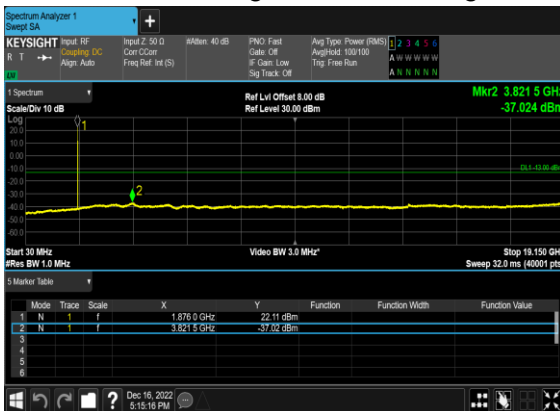 Spectrum Analyzer 1
Swept SA
KEYSIGHT Input: RF Input Z: 50 Ω #Atten: 40 dB PNO: Fast Avg Type: Power (RMS) 1 2 3 4 5 6
R T Coupling: DC Corr CCorr Gate: Off Avg|Hold: 100/100 A W W W W W
Align: Auto Freq Ref: Int (S) IF Gain: Low Trig: Free Run
LV Sig Track: Off A N N N N N
1 Spectrum Ref Lvl Offset 8.00 dB Mkr2 3.821 5 GHz
Scale/Div 10 dB Ref Level 30.00 dBm -37.024 dBm
Log
20.0 1
10.0
0.00
-10.0 DL1 -13.00 dBm
-20.0
-30.0 2
-40.0
-50.0
-60.0
Start 30 MHz Video BW 3.0 MHz* Stop 19.150 GH
#Res BW 1.0 MHz Sweep 32.0 ms (40001 pts
5 Marker Table
Mode Trace Scale X Y Function Function Width Function Value
1 N 1 f 1.876 0 GHz 22.11 dBm
2 N 1 f 3.821 5 GHz -37.02 dBm
3
4
5
6
? Dec 16, 2022
5:15:16 PM